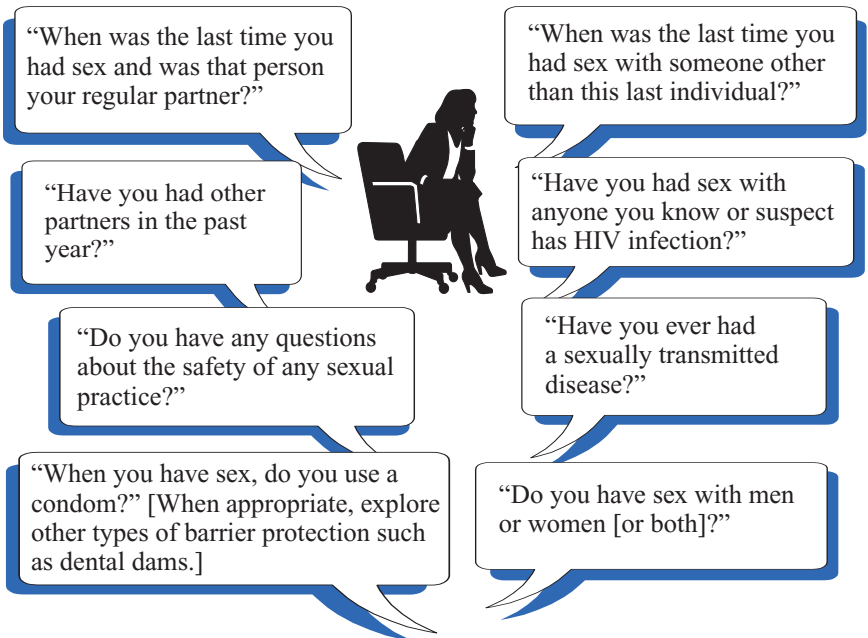 “When was the last time you
had sex and was that person
your regular partner?”
“When was the last time you
had sex with someone other
than this last individual?”
“Have you had other
partners in the past
year?”
“Have you had sex with
anyone you know or suspect
has HIV infection?”
“Do you have any questions
about the safety of any sexual
practice?”
“Have you ever had
a sexually transmitted
disease?”
“When you have sex, do you use a
condom?” [When appropriate, explore
other types of barrier protection such
as dental dams.]
“Do you have sex with men
or women [or both]?”